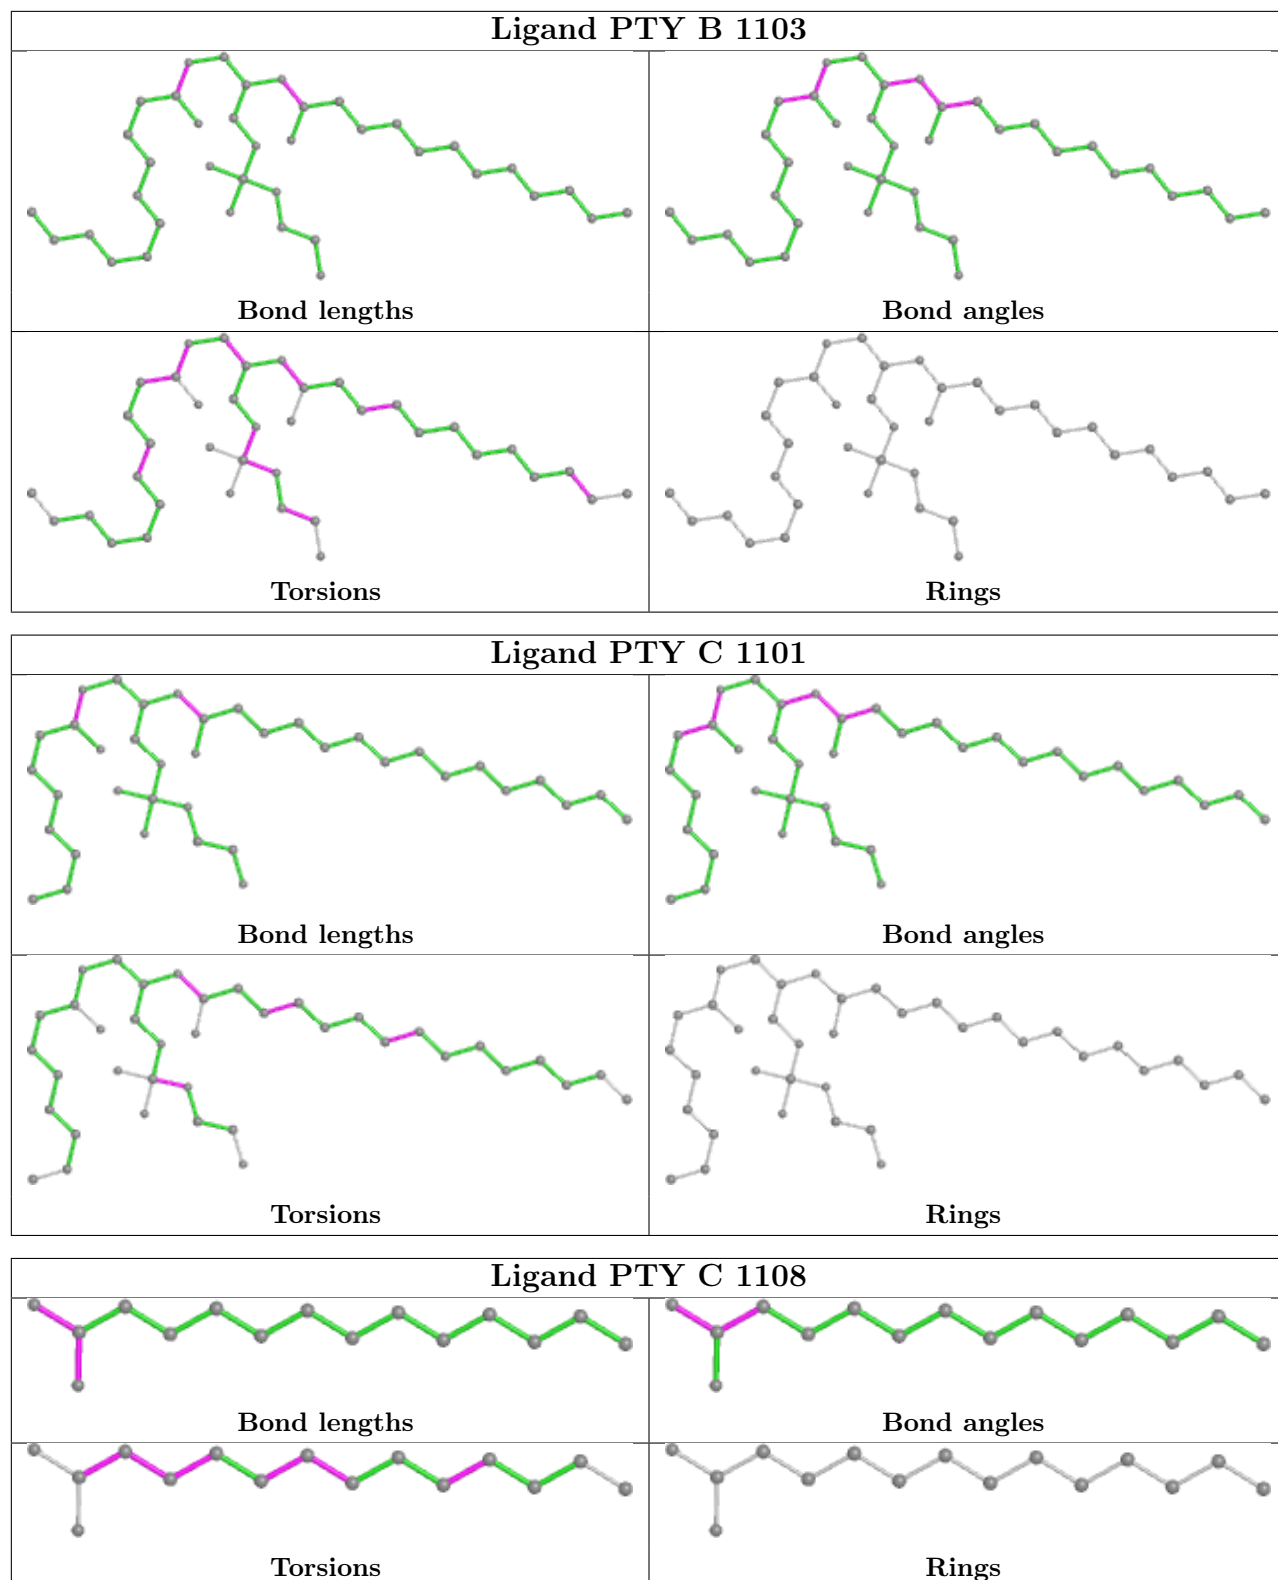 Ligand PTY B 1103
Bond lengths
Bond angles
Torsions
Rings
Ligand PTY C 1101
Bond lengths
Bond angles
Torsions
Rings
Ligand PTY C 1108
Bond lengths
Bond angles
Torsions
Rings